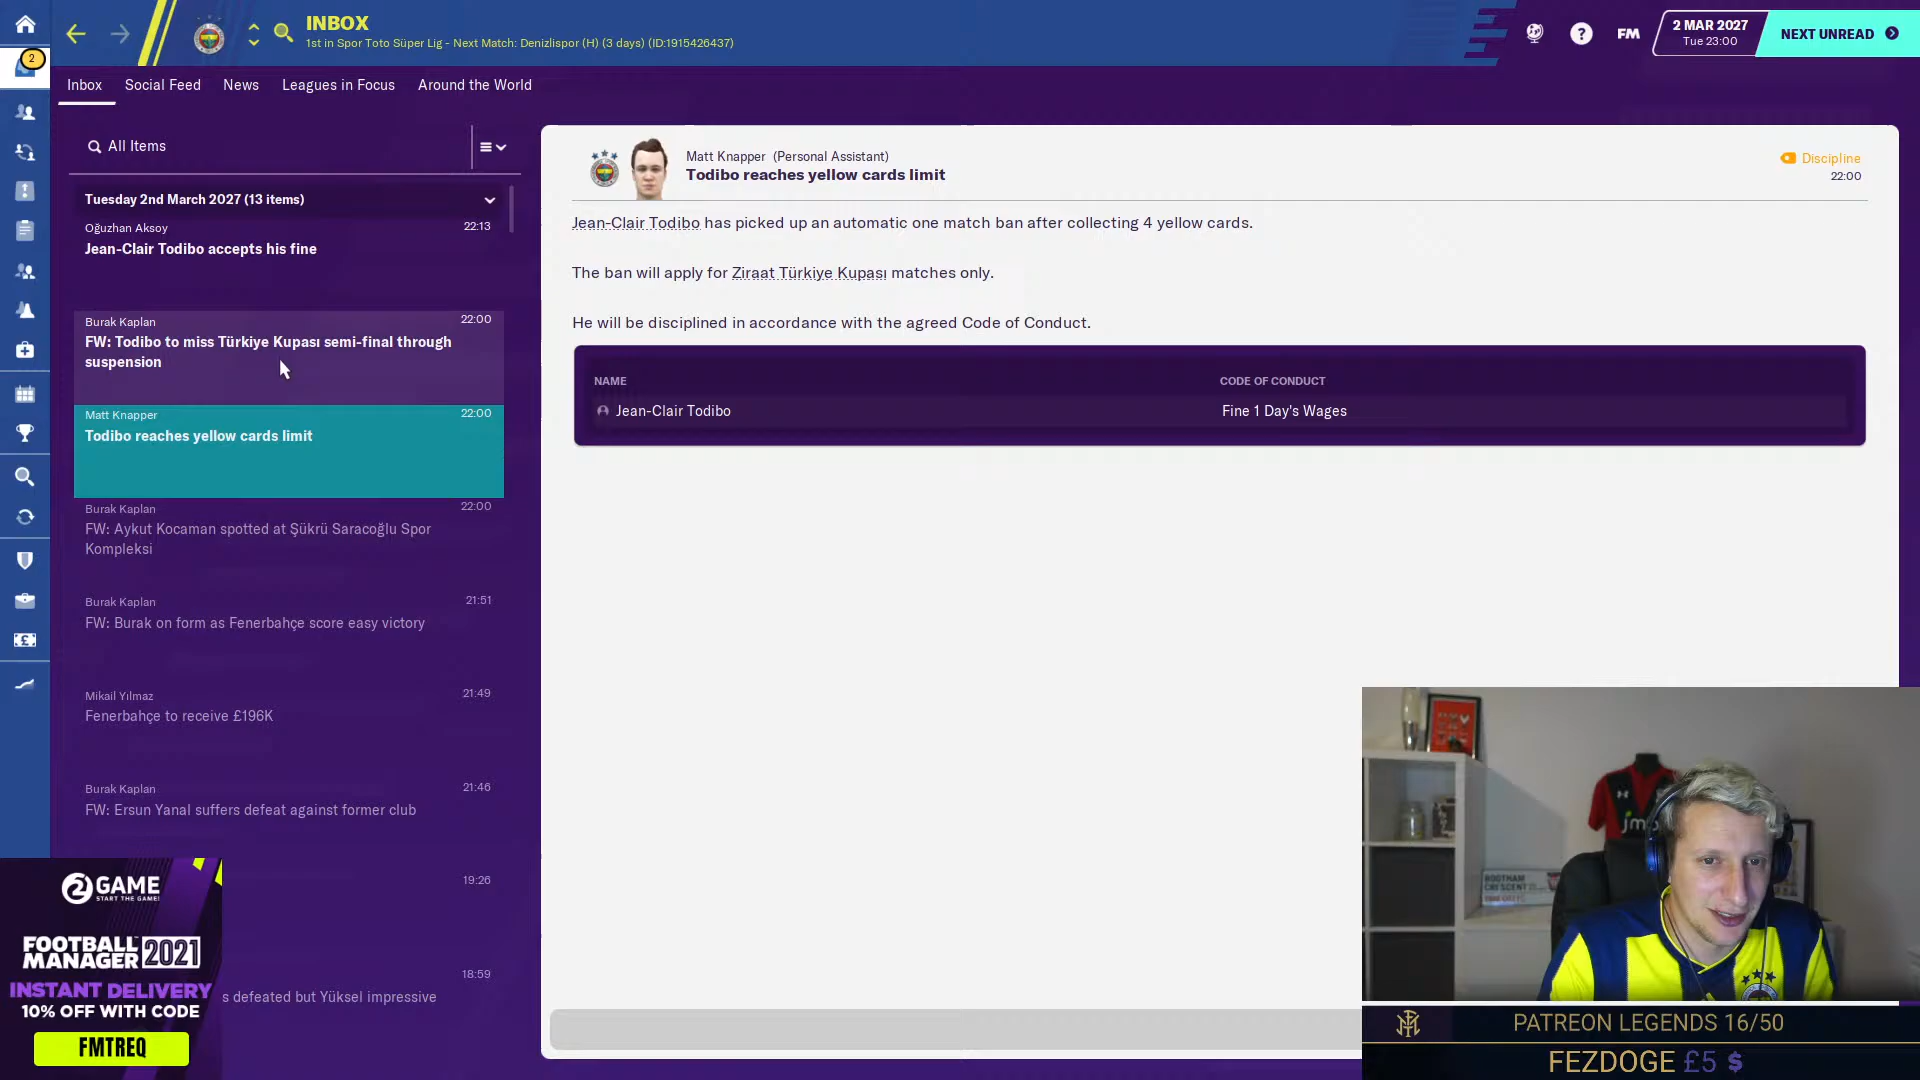 2
INBOX
1st in Spor Toto Süper Lig - Next Match: Denizlispor (H) (3 days) (ID:1915426437)
?
FM
2 MAR 2027
Tue 23:00
NEXT UNREAD
Inbox
Social Feed
News
Leagues in Focus
Around the World
All Items
Tuesday 2nd March 2027 (13 items)
Oğuzhan Aksoy 22:13
Jean-Clair Todibo accepts his fine
Burak Kaplan 22:00
FW: Todibo to miss Türkiye Kupası semi-final through
suspension
Matt Knapper 22:00
Todibo reaches yellow cards limit
Burak Kaplan 22:00
FW: Aykut Kocaman spotted at Şükrü Saracoğlu Spor
Kompleksi
Burak Kaplan 21:51
FW: Burak on form as Fenerbahçe score easy victory
Mikail Yılmaz 21:49
Fenerbahçe to receive £196K
Burak Kaplan 21:46
FW: Ersun Yanal suffers defeat against former club
19:26
18:59
s defeated but Yüksel impressive
Matt Knapper (Personal Assistant)
Todibo reaches yellow cards limit
Discipline
22:00
Jean-Clair Todibo has picked up an automatic one match ban after collecting 4 yellow cards.
The ban will apply for Ziraat Türkiye Kupası matches only.
He will be disciplined in accordance with the agreed Code of Conduct.
NAME CODE OF CONDUCT
Jean-Clair Todibo Fine 1 Day's Wages
2GAME
START THE GAME!
FOOTBALL
MANAGER 2021
INSTANT DELIVERY
10% OFF WITH CODE
FMTREQ
PATREON LEGENDS 16/50
FEZDOGE £5 $